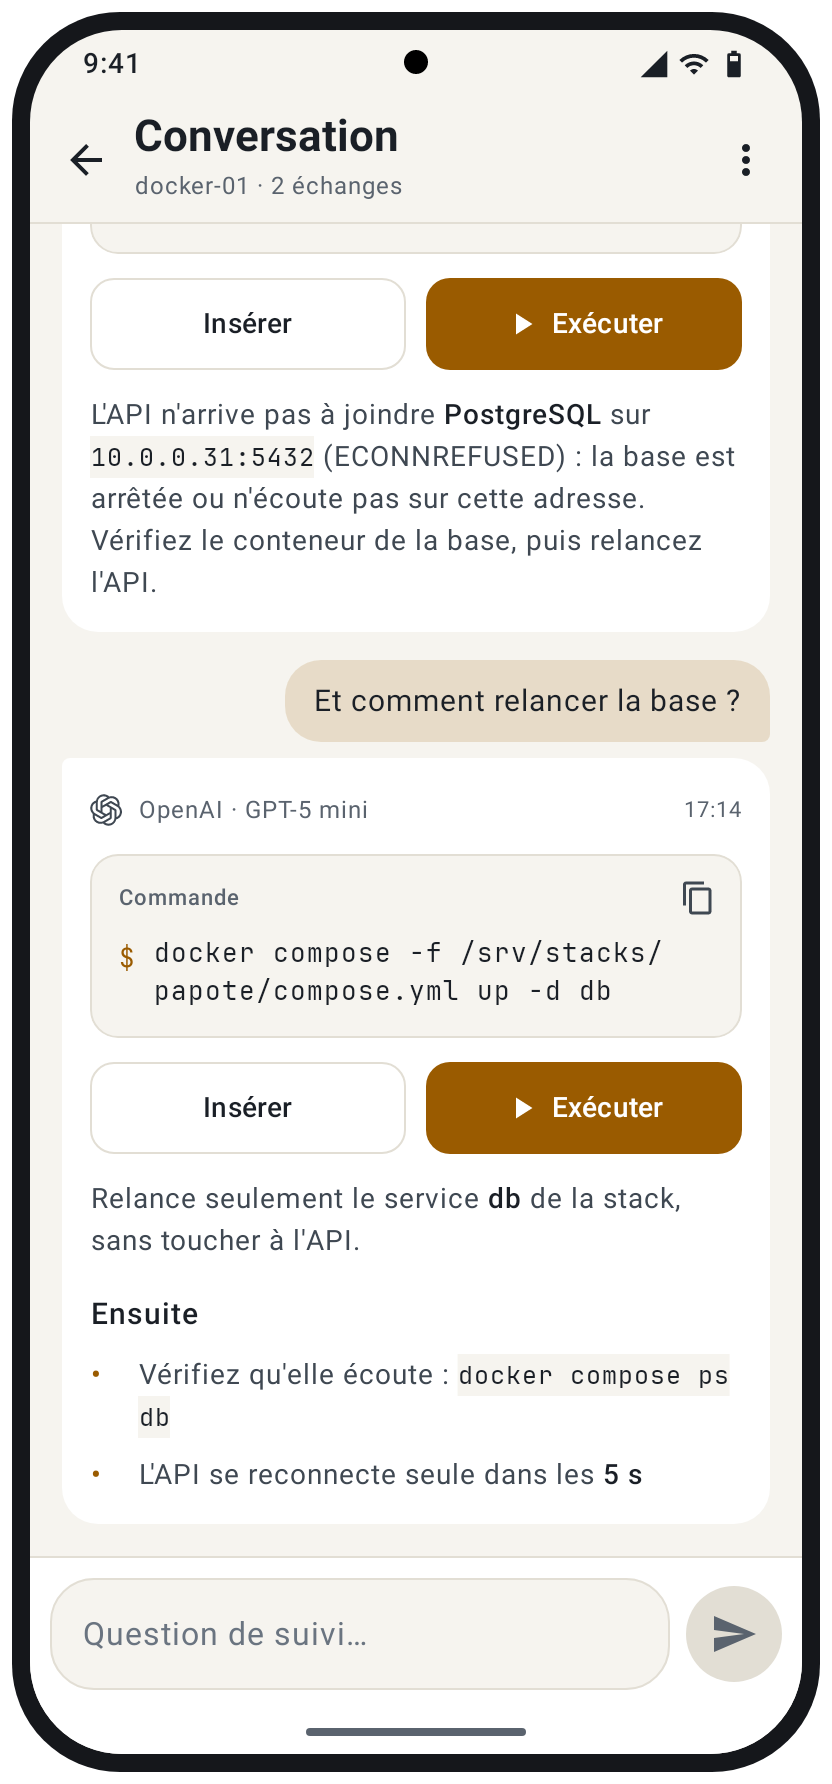 9:41
Conversation
docker-01 · 2 échanges
Insérer
Exécuter
L'API n'arrive pas à joindre PostgreSQL sur
10.0.0.31:5432 (ECONNREFUSED) : la base est
arrêtée ou n'écoute pas sur cette adresse.
Vérifiez le conteneur de la base, puis relancez
l'API.
Et comment relancer la base ?
OpenAI · GPT-5 mini
17:14
Commande
$ docker compose -f /srv/stacks/
papote/compose.yml up -d db
Insérer
Exécuter
Relance seulement le service db de la stack,
sans toucher à l'API.
Ensuite
• Vérifiez qu'elle écoute : docker compose ps
db
• L'API se reconnecte seule dans les 5 s
Question de suivi…